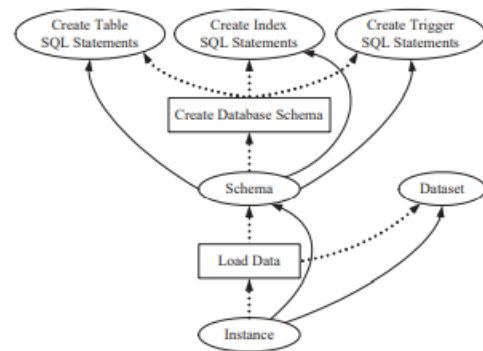 Create Table
SQL Statements
Create Index
SQL Statements
Create Trigger
SQL Statements
Create Database Schema
Schema
Dataset
Load Data
Instance